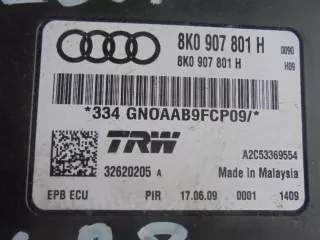 8K0 907 801 H 0090
8K0 907 801 H H09
*334 GNOAAB9FCP09/*
TRW A2C53369554
32620205 A Made in Malaysia
EPB ECU PIR 17.06.09 0001 1409